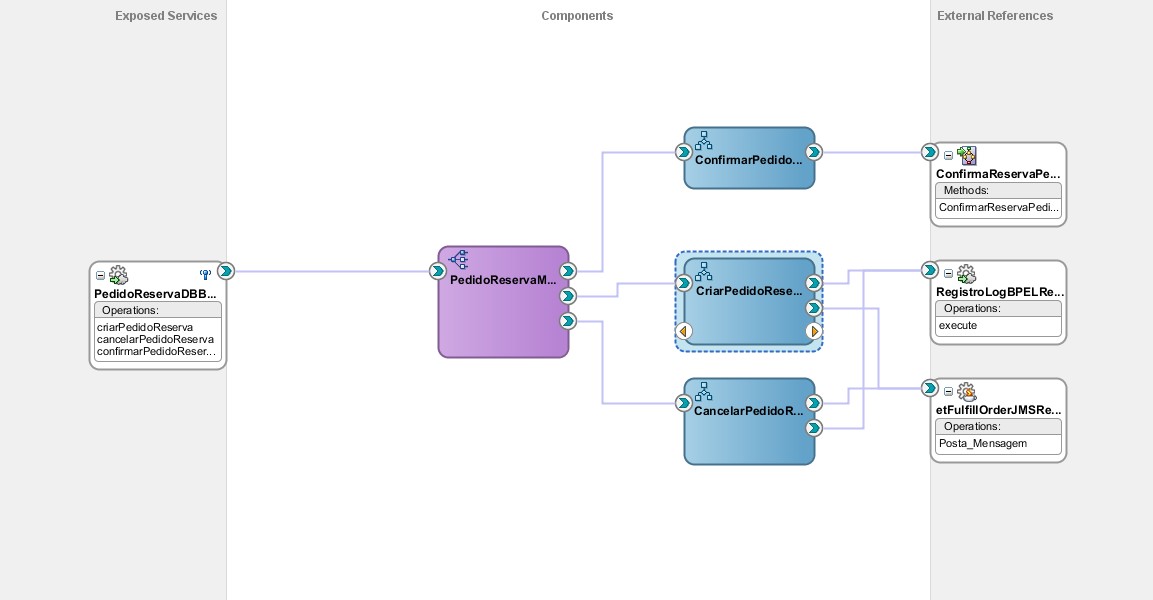 Exposed Services
Components
External References
PedidoReservaDBB...
Operations:
criarPedidoReserva
cancelarPedidoReserva
confirmarPedidoReser...
PedidoReservaM...
ConfirmarPedido...
CriarPedidoRese...
CancelarPedidoR...
ConfirmaReservaPe...
Methods:
ConfirmarReservaPedi...
RegistroLogBPELRe...
Operations:
execute
etFulfillOrderJMSRe...
Operations:
Posta_Mensagem